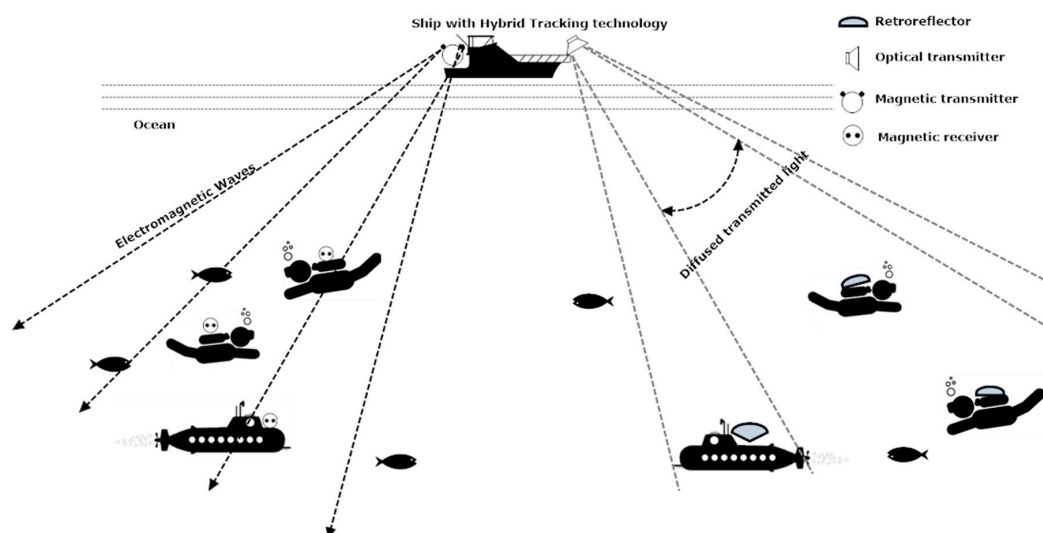 Ship with Hybrid Tracking technology
Retroreflector
Optical transmitter
Magnetic transmitter
Magnetic receiver
Ocean
Electromagnetic Waves
Diffused transmitted light